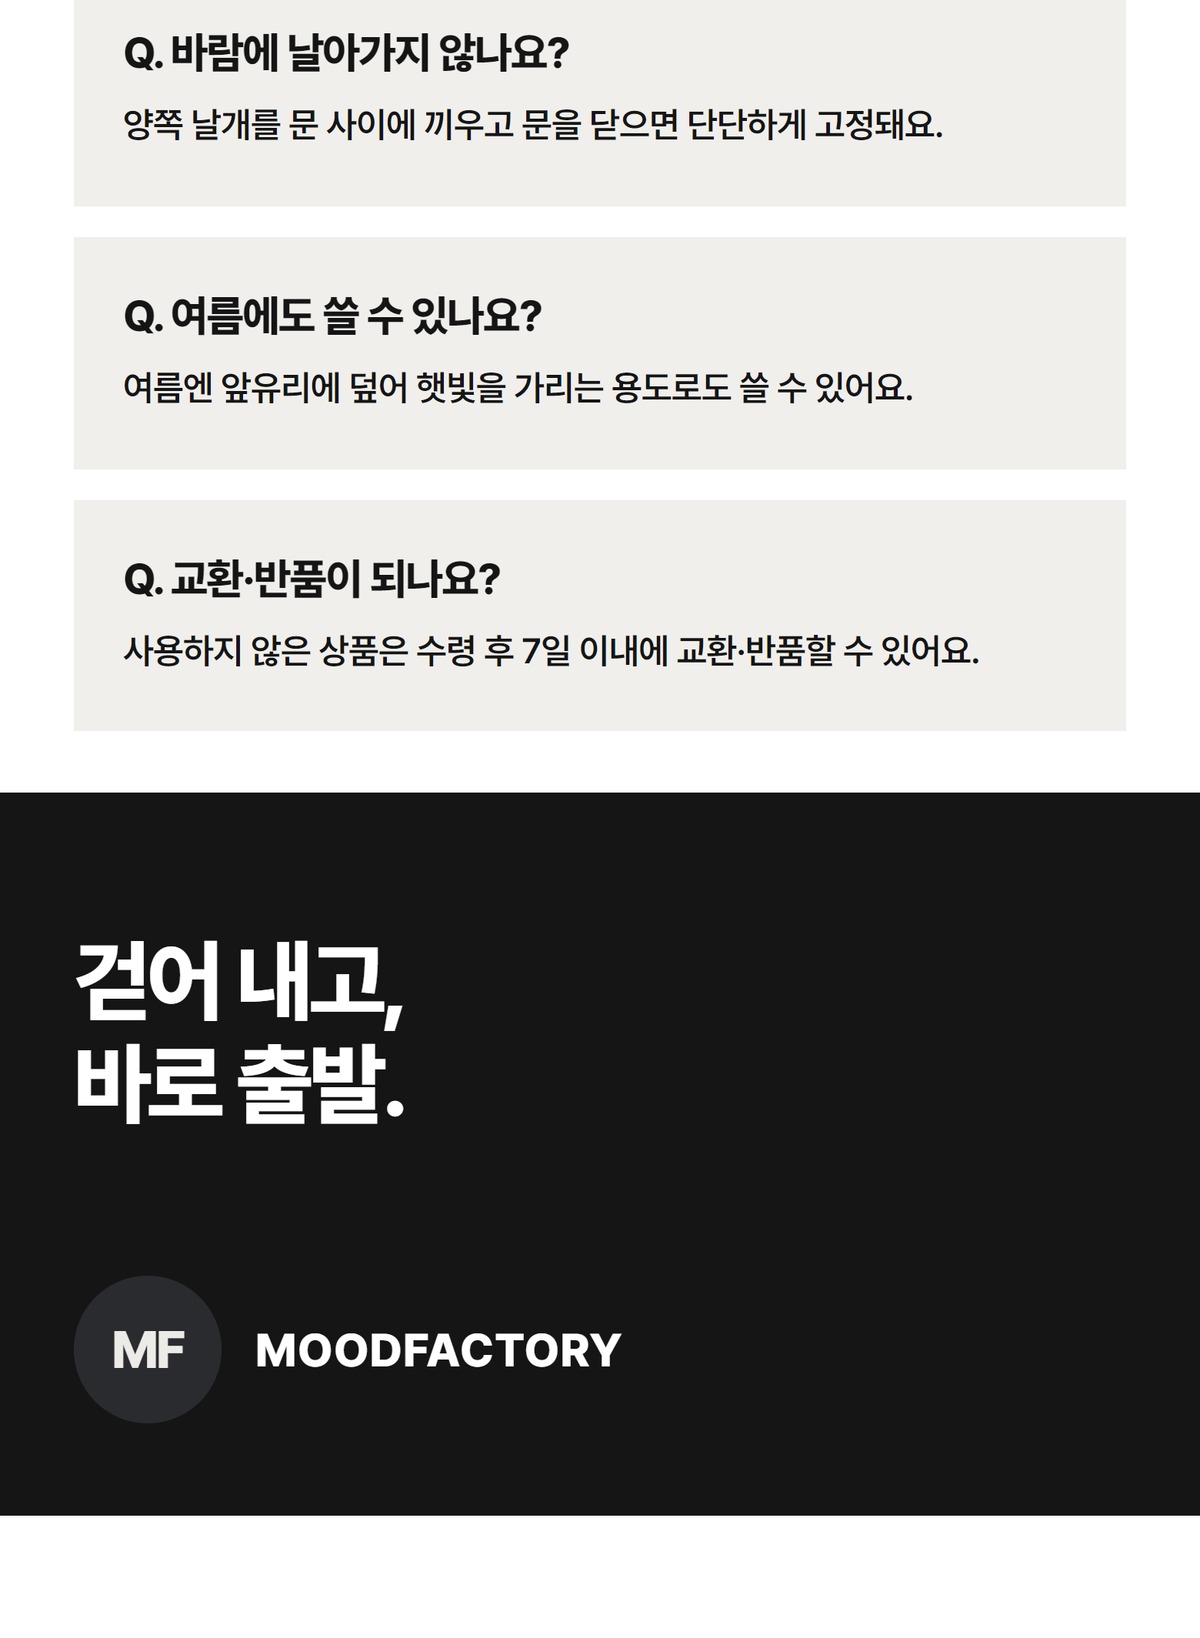 Q. 바람에 날아가지 않나요?
양쪽 날개를 문 사이에 끼우고 문을 닫으면 단단하게 고정돼요.
Q. 여름에도 쓸 수 있나요?
여름엔 앞유리에 덮어 햇빛을 가리는 용도로도 쓸 수 있어요.
Q. 교환·반품이 되나요?
사용하지 않은 상품은 수령 후 7일 이내에 교환·반품할 수 있어요.
걷어 내고,
바로 출발.
MF MOODFACTORY